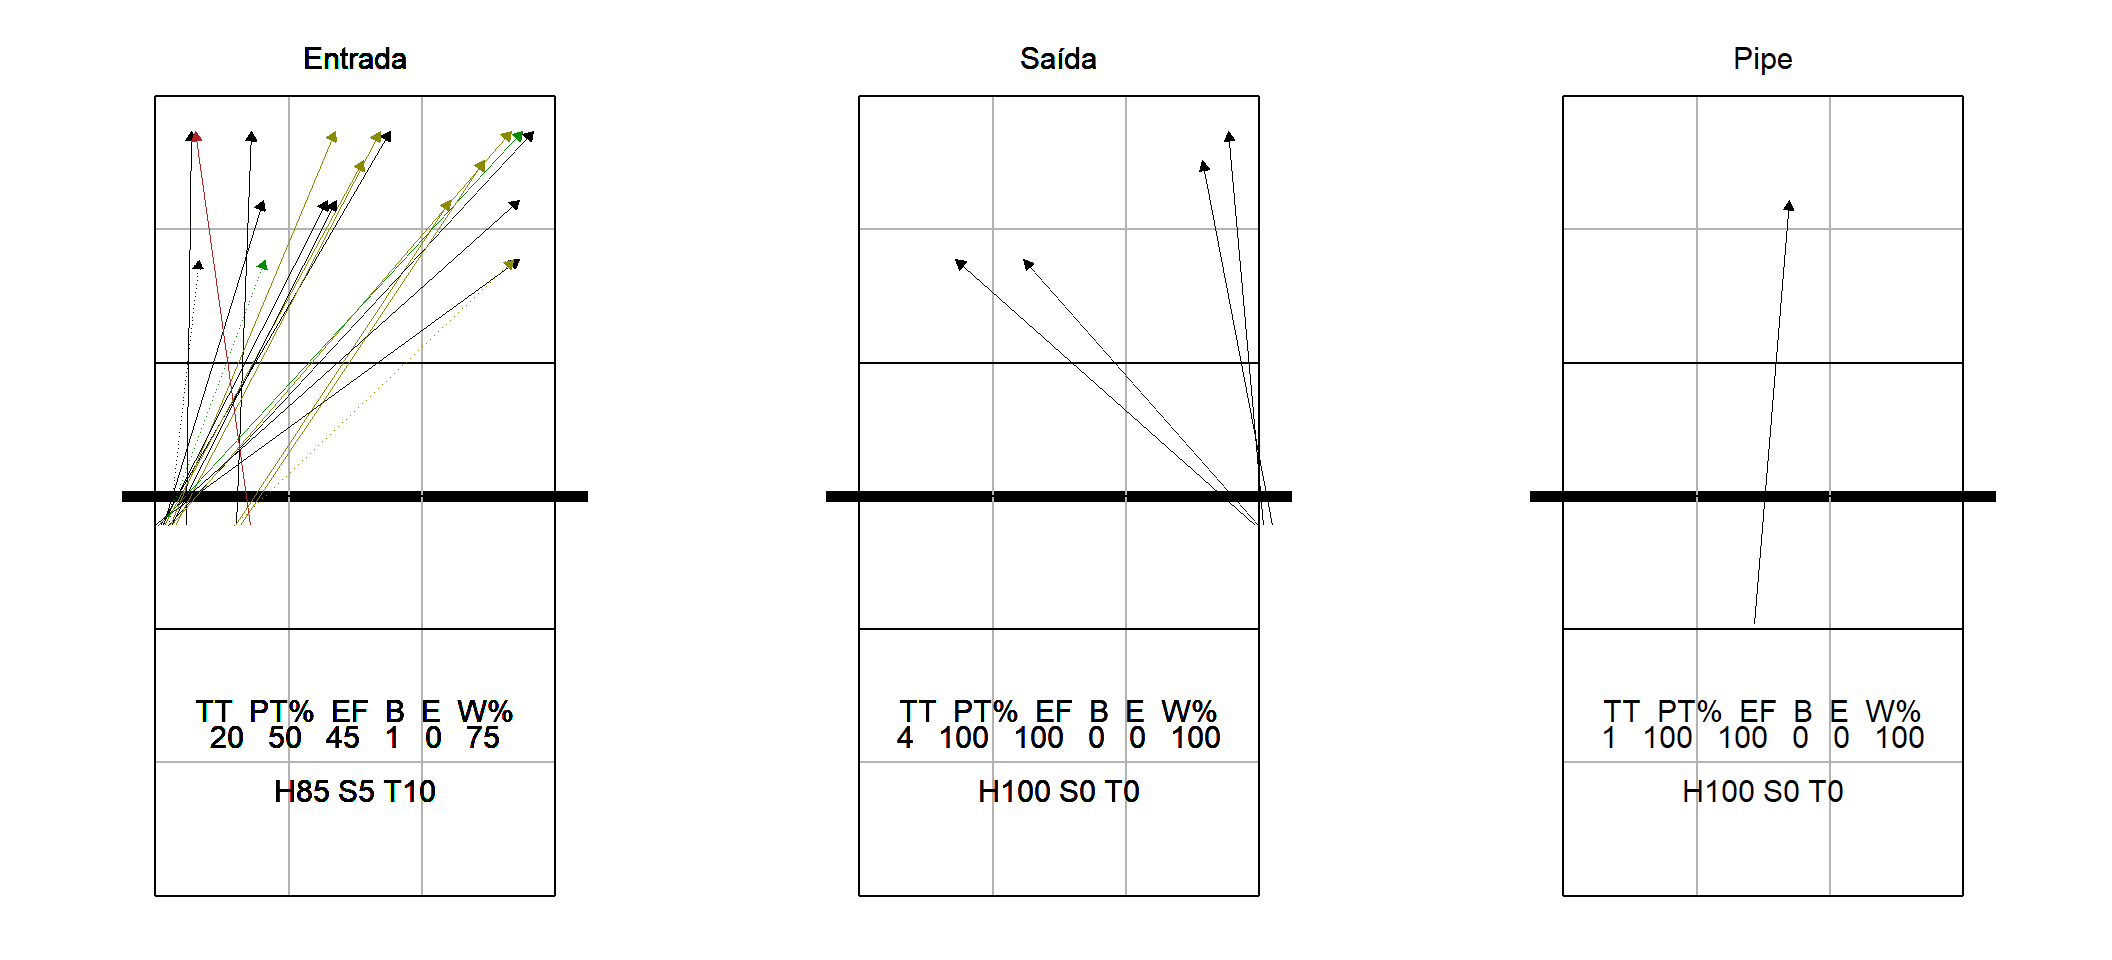 Entrada
TT PT% EF B E W%
20 50 45 1 0 75
H85 S5 T10
Saída
TT PT% EF B E W%
4 100 100 0 0 100
H100 S0 T0
Pipe
TT PT% EF B E W%
1 100 100 0 0 100
H100 S0 T0